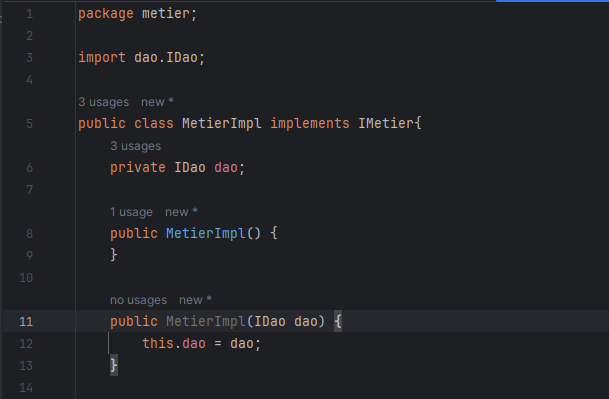 1 package metier;
2
3 import dao.IDao;
4
3 usages new *
5 public class MetierImpl implements IMetier{
3 usages
6 private IDao dao;
7
1 usage new *
8 public MetierImpl() {
9 }
10
no usages new *
11 public MetierImpl(IDao dao) {
12 this.dao = dao;
13 }
14